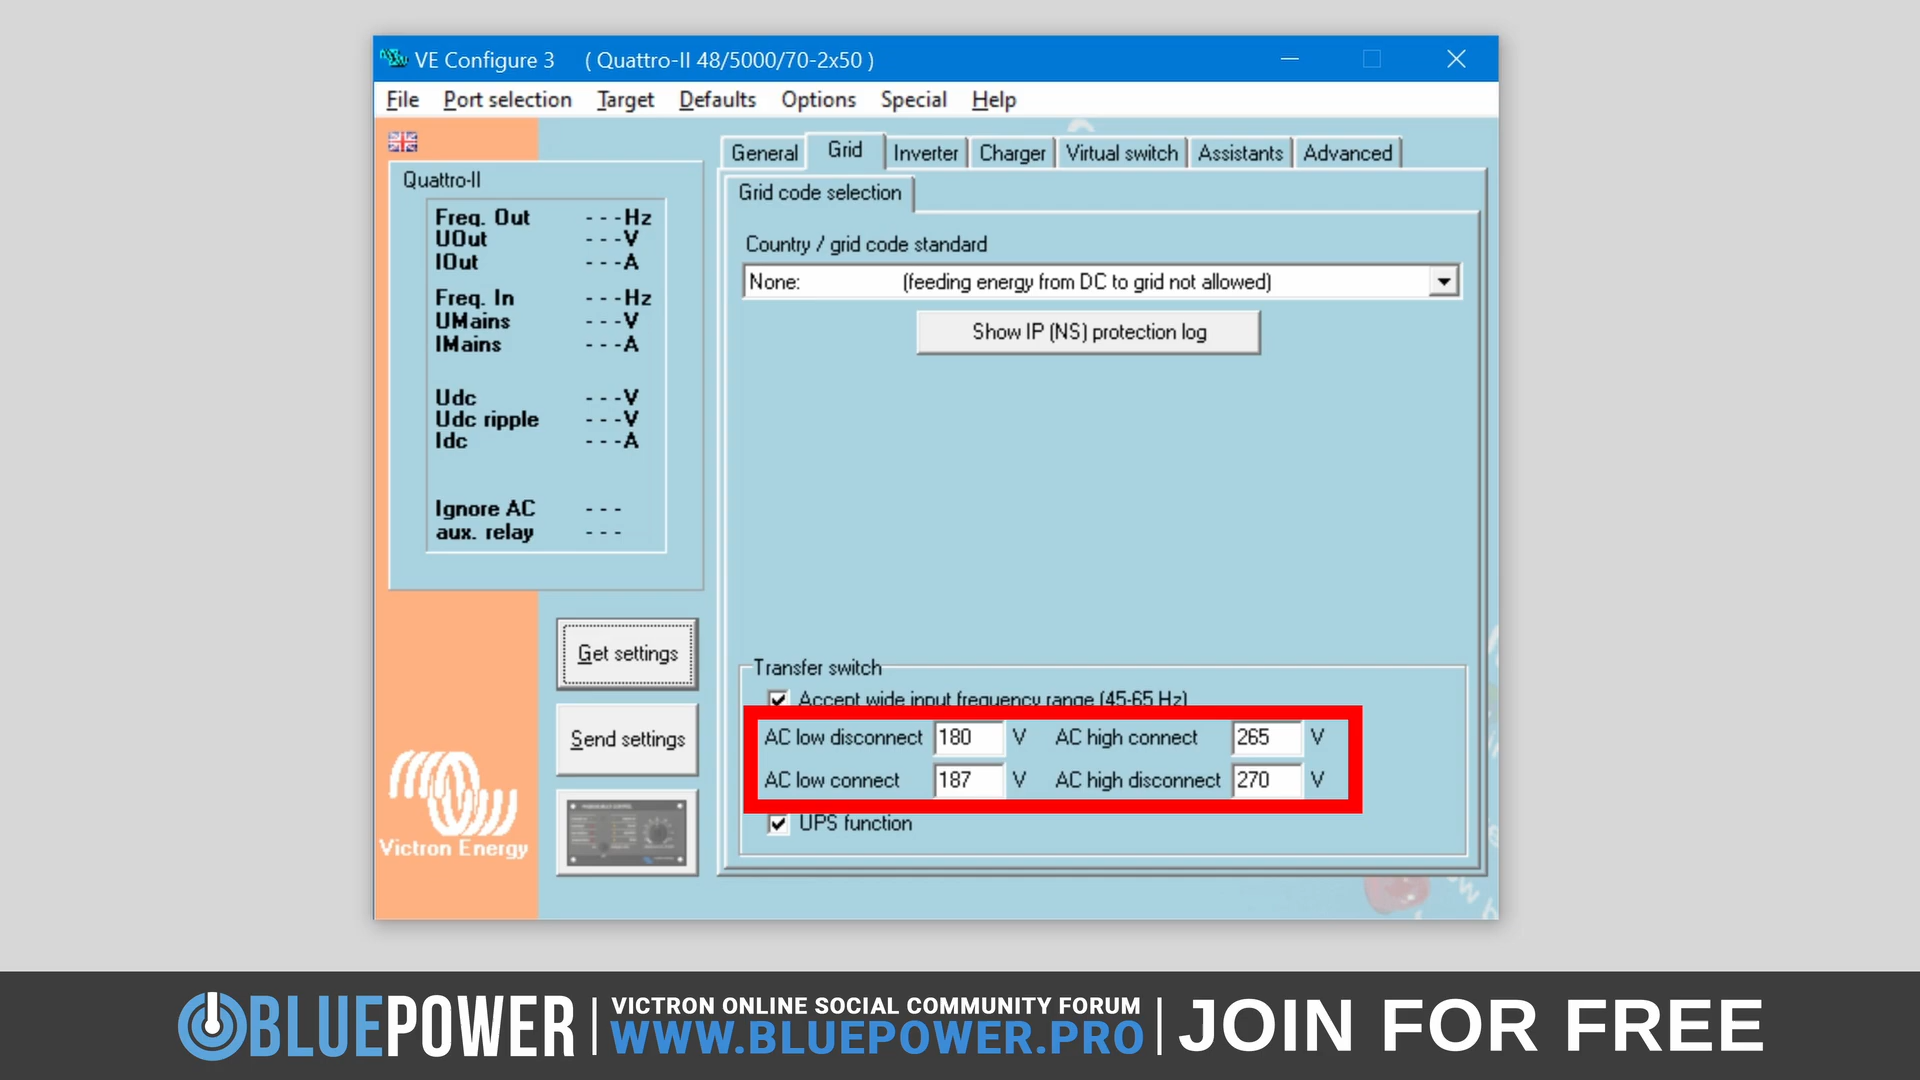 VE Configure 3 ( Quattro-II 48/5000/70-2x50 )
File Port selection Target Defaults Options Special Help
General Grid Inverter Charger Virtual switch Assistants Advanced
Quattro-II
Freq. Out ---Hz
UOut ---V
IOut ---A
Freq. In ---Hz
UMains ---V
IMains ---A
Udc ---V
Udc ripple ---V
Idc ---A
Ignore AC ---
aux. relay ---
Grid code selection
Country / grid code standard
None: (feeding energy from DC to grid not allowed)
Show IP (NS) protection log
Get settings
Send settings
Victron Energy
Transfer switch
Accept wide input frequency range (45-65 Hz)
AC low disconnect 180 V AC high connect 265 V
AC low connect 187 V AC high disconnect 270 V
UPS function
BLUEPOWER
VICTRON ONLINE SOCIAL COMMUNITY FORUM
WWW.BLUEPOWER.PRO
JOIN FOR FREE